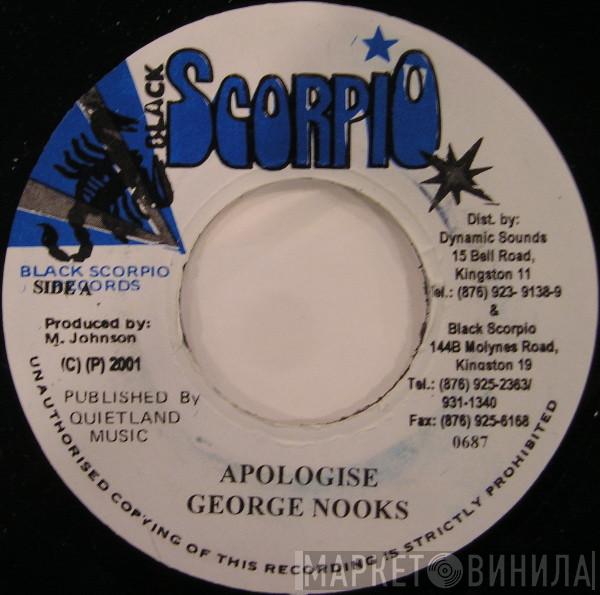 BLACK
SCORPIO
BLACK SCORPIO
RECORDS
SIDE A
Produced by:
M. Johnson
(C) (P) 2001
PUBLISHED By
QUIETLAND
MUSIC
Dist. by:
Dynamic Sounds
15 Bell Road,
Kingston 11
Tel.: (876) 923- 9138-9
&
Black Scorpio
144B Molynes Road,
Kingston 19
Tel.: (876) 925-2363/
931-1340
Fax: (876) 925-6168
0687
APOLOGISE
GEORGE NOOKS
UNAUTHORISED COPYING OF THIS RECORDING IS STRICTLY PROHIBITED
МАРКЕТ ВИНИЛА